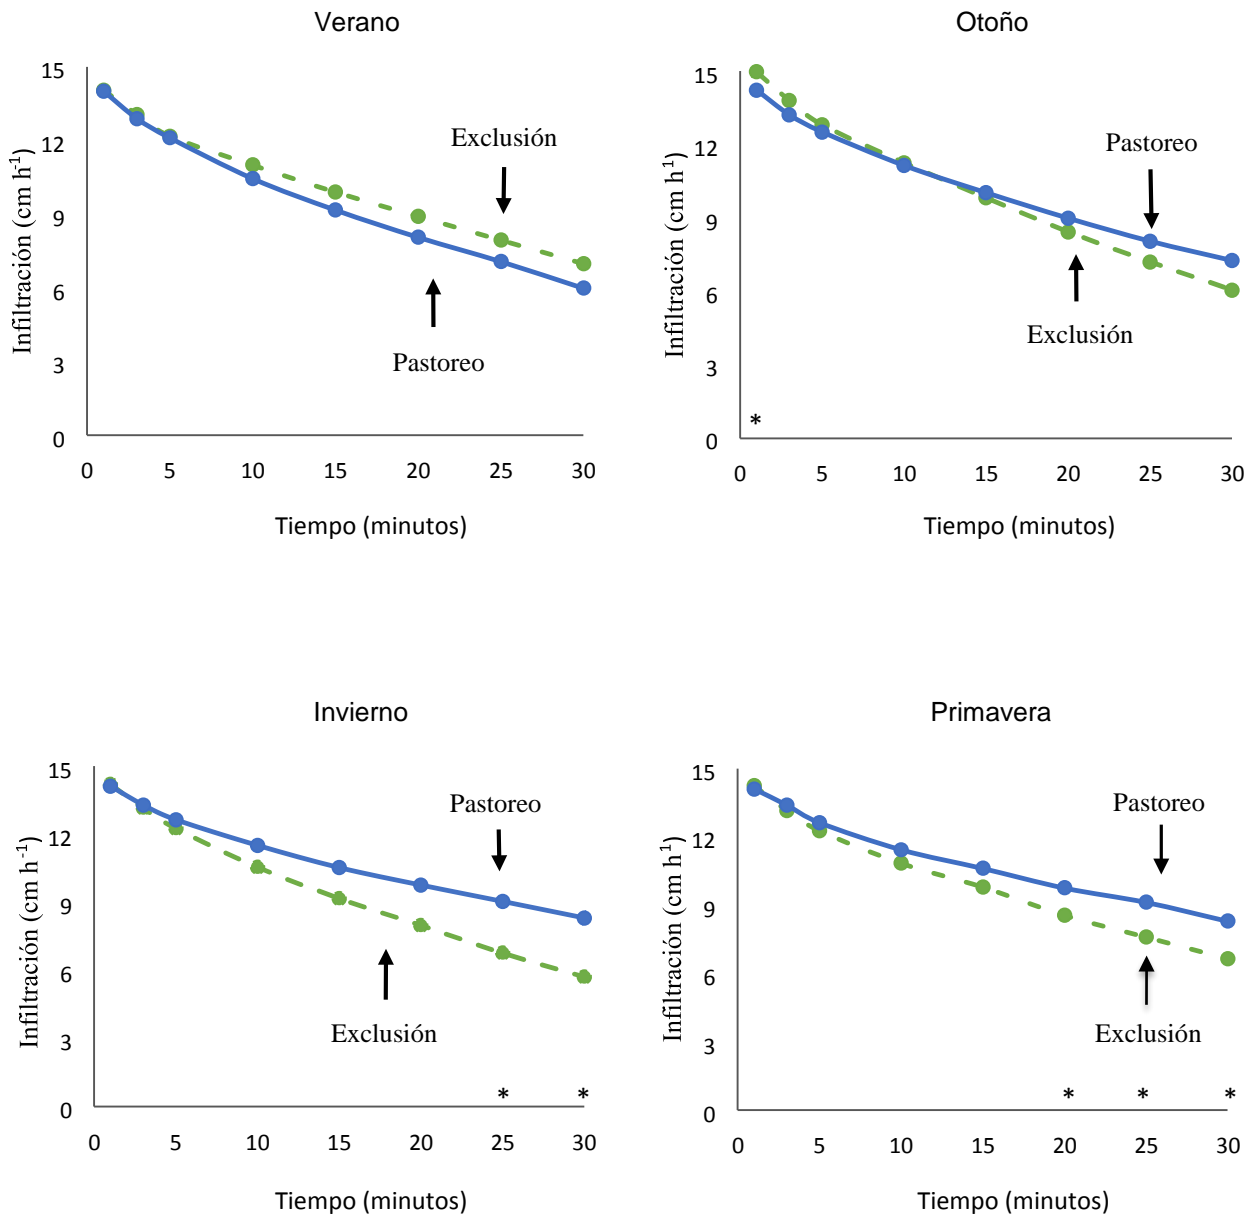 Verano
15
12
9
6
3
0
Infiltración (cm h-1)
Exclusión
Pastoreo
0 5 10 15 20 25 30
Tiempo (minutos)
Otoño
15
12
9
6
3
0
Infiltración (cm h1)
Pastoreo
Exclusión
*
0 5 10 15 20 25 30
Tiempo (minutos)
Invierno
15
12
9
6
3
0
Infiltración (cm h-1)
Pastoreo
Exclusión
* *
0 5 10 15 20 25 30
Tiempo (minutos)
Primavera
15
12
9
6
3
0
Infiltración (cm h1)
Pastoreo
Exclusión
* * *
0 5 10 15 20 25 30
Tiempo (minutos)